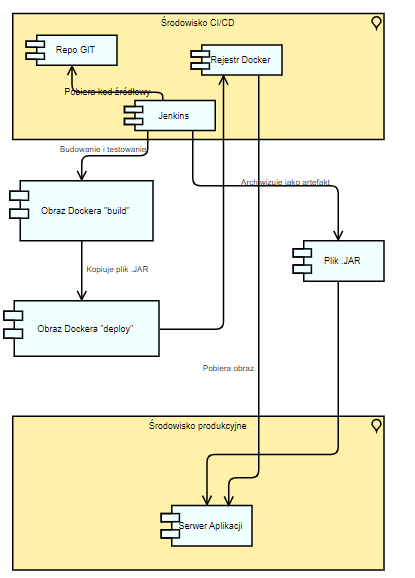 Środowisko CI/CD
Repo GIT
Rejestr Docker
Pobiera kod źródłowy
Jenkins
Budowanie i testowanie
Archiwizuje jako artefakt
Obraz Dockera "build"
Plik .JAR
Kopiuje plik .JAR
Obraz Dockera "deploy"
Pobiera obraz
Środowisko produkcyjne
Serwer Aplikacji